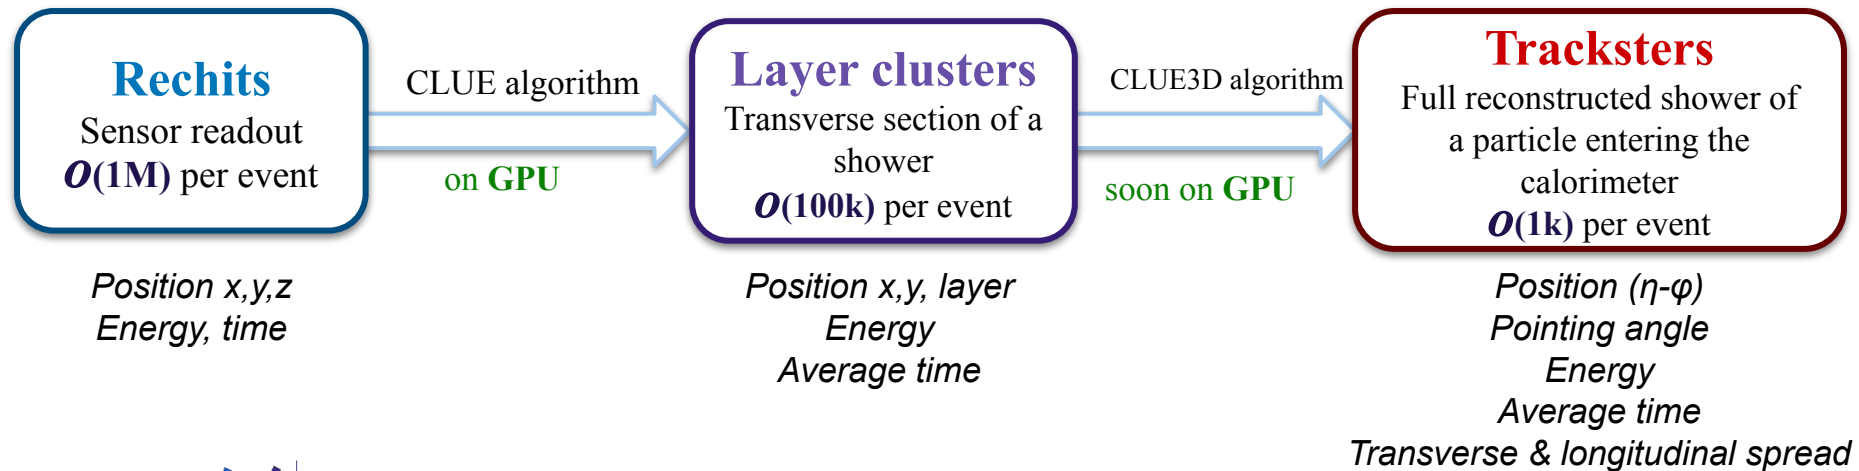 Rechits
Sensor readout
O(1M) per event
Position x,y,z
Energy, time
CLUE algorithm
on GPU
Layer clusters
Transverse section of a
shower
O(100k) per event
Position x,y, layer
Energy
Average time
CLUE3D algorithm
soon on GPU
Tracksters
Full reconstructed shower of
a particle entering the
calorimeter
O(1k) per event
Position (η-φ)
Pointing angle
Energy
Average time
Transverse & longitudinal spread